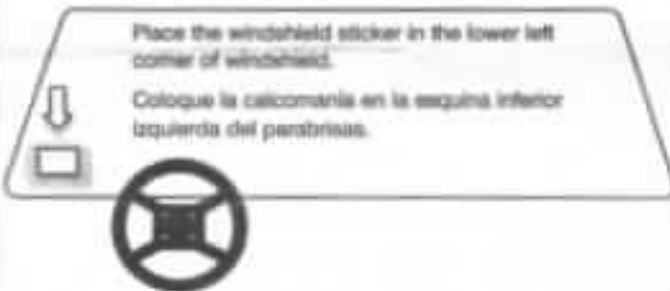 Place the windshield sticker in the lower left
corner of windshield.
Coloque la calcomanía en la esquina inferior
izquierda del parabrisas.